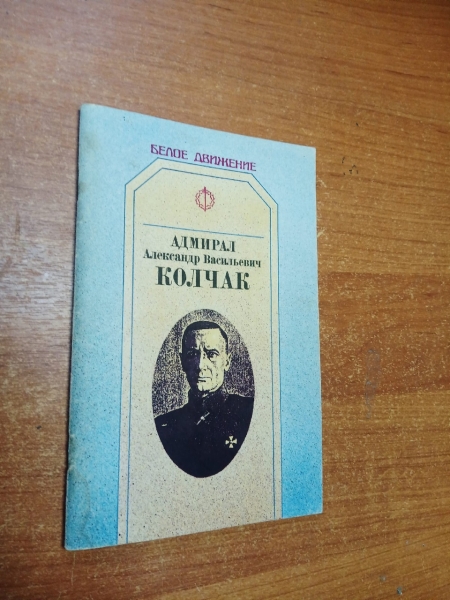 БЕЛОЕ ДВИЖЕНИЕ
АДМИРАЛ
Александр Васильевич
КОЛЧАК